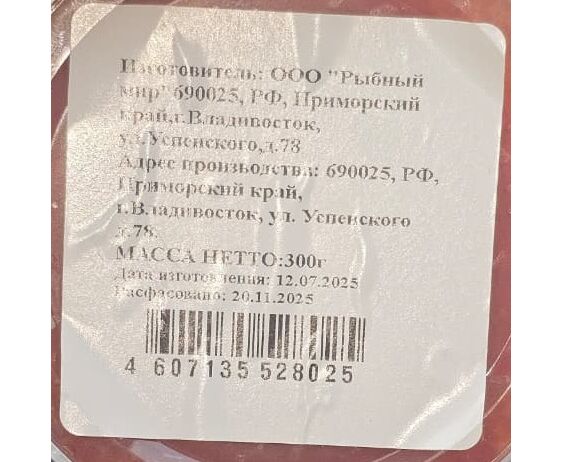 Изготовитель: ООО "Рыбный
мир" 690025, РФ, Приморский
край,г.Владивосток,
ул.Успенского,д.78
Адрес производства: 690025, РФ,
Приморский край,
г.Владивосток, ул. Успенского
д.78.
МАССА НЕТТО:300г
Дата изготовления: 12.07.2025
Расфасовано: 20.11.2025
4 607135 528025